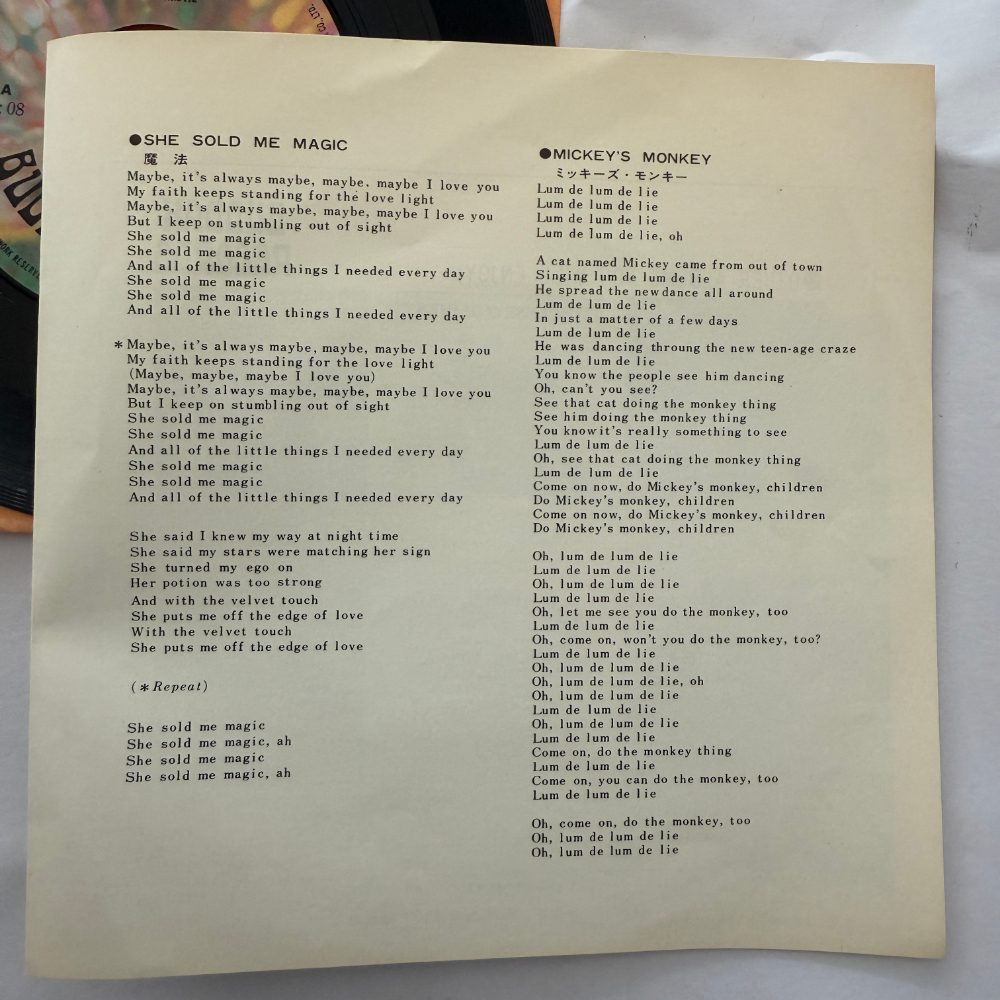 CO., LTD.
A
: 08
BUD
WORK RESERV
●SHE SOLD ME MAGIC
魔 法
Maybe, it's always maybe, maybe, maybe I love you
My faith keeps standing for the love light
Maybe, it's always maybe, maybe, maybe I love you
But I keep on stumbling out of sight
She sold me magic
She sold me magic
And all of the little things I needed every day
She sold me magic
She sold me magic
And all of the little things I needed every day
*Maybe, it's always maybe, maybe, maybe I love you
My faith keeps standing for the love light
(Maybe, maybe, maybe I love you)
Maybe, it's always maybe, maybe, maybe I love you
But I keep on stumbling out of sight
She sold me magic
She sold me magic
And all of the little things I needed every day
She sold me magic
She sold me magic
And all of the little things I needed every day
She said I knew my way at night time
She said my stars were matching her sign
She turned my ego on
Her potion was too strong
And with the velvet touch
She puts me off the edge of love
With the velvet touch
She puts me off the edge of love
(*Repeat)
She sold me magic
She sold me magic, ah
She sold me magic
She sold me magic, ah
●MICKEY'S MONKEY
ミッキーズ・モンキー
Lum de lum de lie
Lum de lum de lie
Lum de lum de lie
Lum de lum de lie, oh
A cat named Mickey came from out of town
Singing lum de lum de lie
He spread the new dance all around
Lum de lum de lie
In just a matter of a few days
Lum de lum de lie
He was dancing throung the new teen-age craze
Lum de lum de lie
You know the people see him dancing
Oh, can't you see?
See that cat doing the monkey thing
See him doing the monkey thing
You know it's really something to see
Lum de lum de lie
Oh, see that cat doing the monkey thing
Lum de lum de lie
Come on now, do Mickey's monkey, children
Do Mickey's monkey, children
Come on now, do Mickey's monkey, children
Do Mickey's monkey, children
Oh, lum de lum de lie
Lum de lum de lie
Oh, lum de lum de lie
Lum de lum de lie
Oh, let me see you do the monkey, too
Lum de lum de lie
Oh, come on, won't you do the monkey, too?
Lum de lum de lie
Oh, lum de lum de lie
Oh, lum de lum de lie, oh
Oh, lum de lum de lie
Lum de lum de lie
Oh, lum de lum de lie
Lum de lum de lie
Come on, do the monkey thing
Lum de lum de lie
Come on, you can do the monkey, too
Lum de lum de lie
Oh, come on, do the monkey, too
Oh, lum de lum de lie
Oh, lum de lum de lie